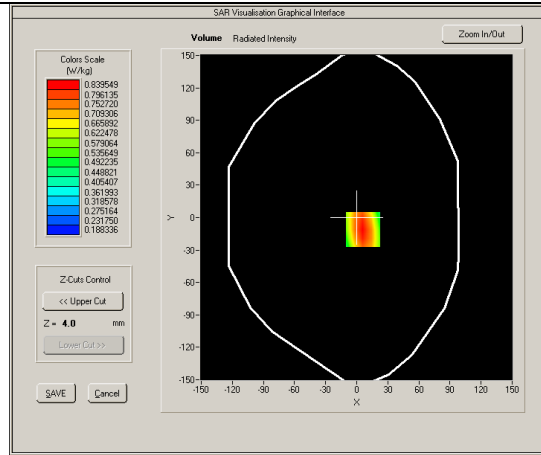 SAR Visualisation Graphical Interface
Volume Radiated Intensity
Zoom In/Out
Colors Scale
(W/kg)
0.839549
0.796135
0.752720
0.709306
0.665892
0.622478
0.579064
0.535649
0.492235
0.448821
0.405407
0.361993
0.318578
0.275164
0.231750
0.188336
Z-Cuts Control
<< Upper Cut
Z = 4.0 mm
Lower Cut >>
SAVE Cancel
150
120
90
60
30
0
-30
-60
-90
-120
-150
Y
-150 -120 -90 -60 -30 0 30 60 90 120 150
X